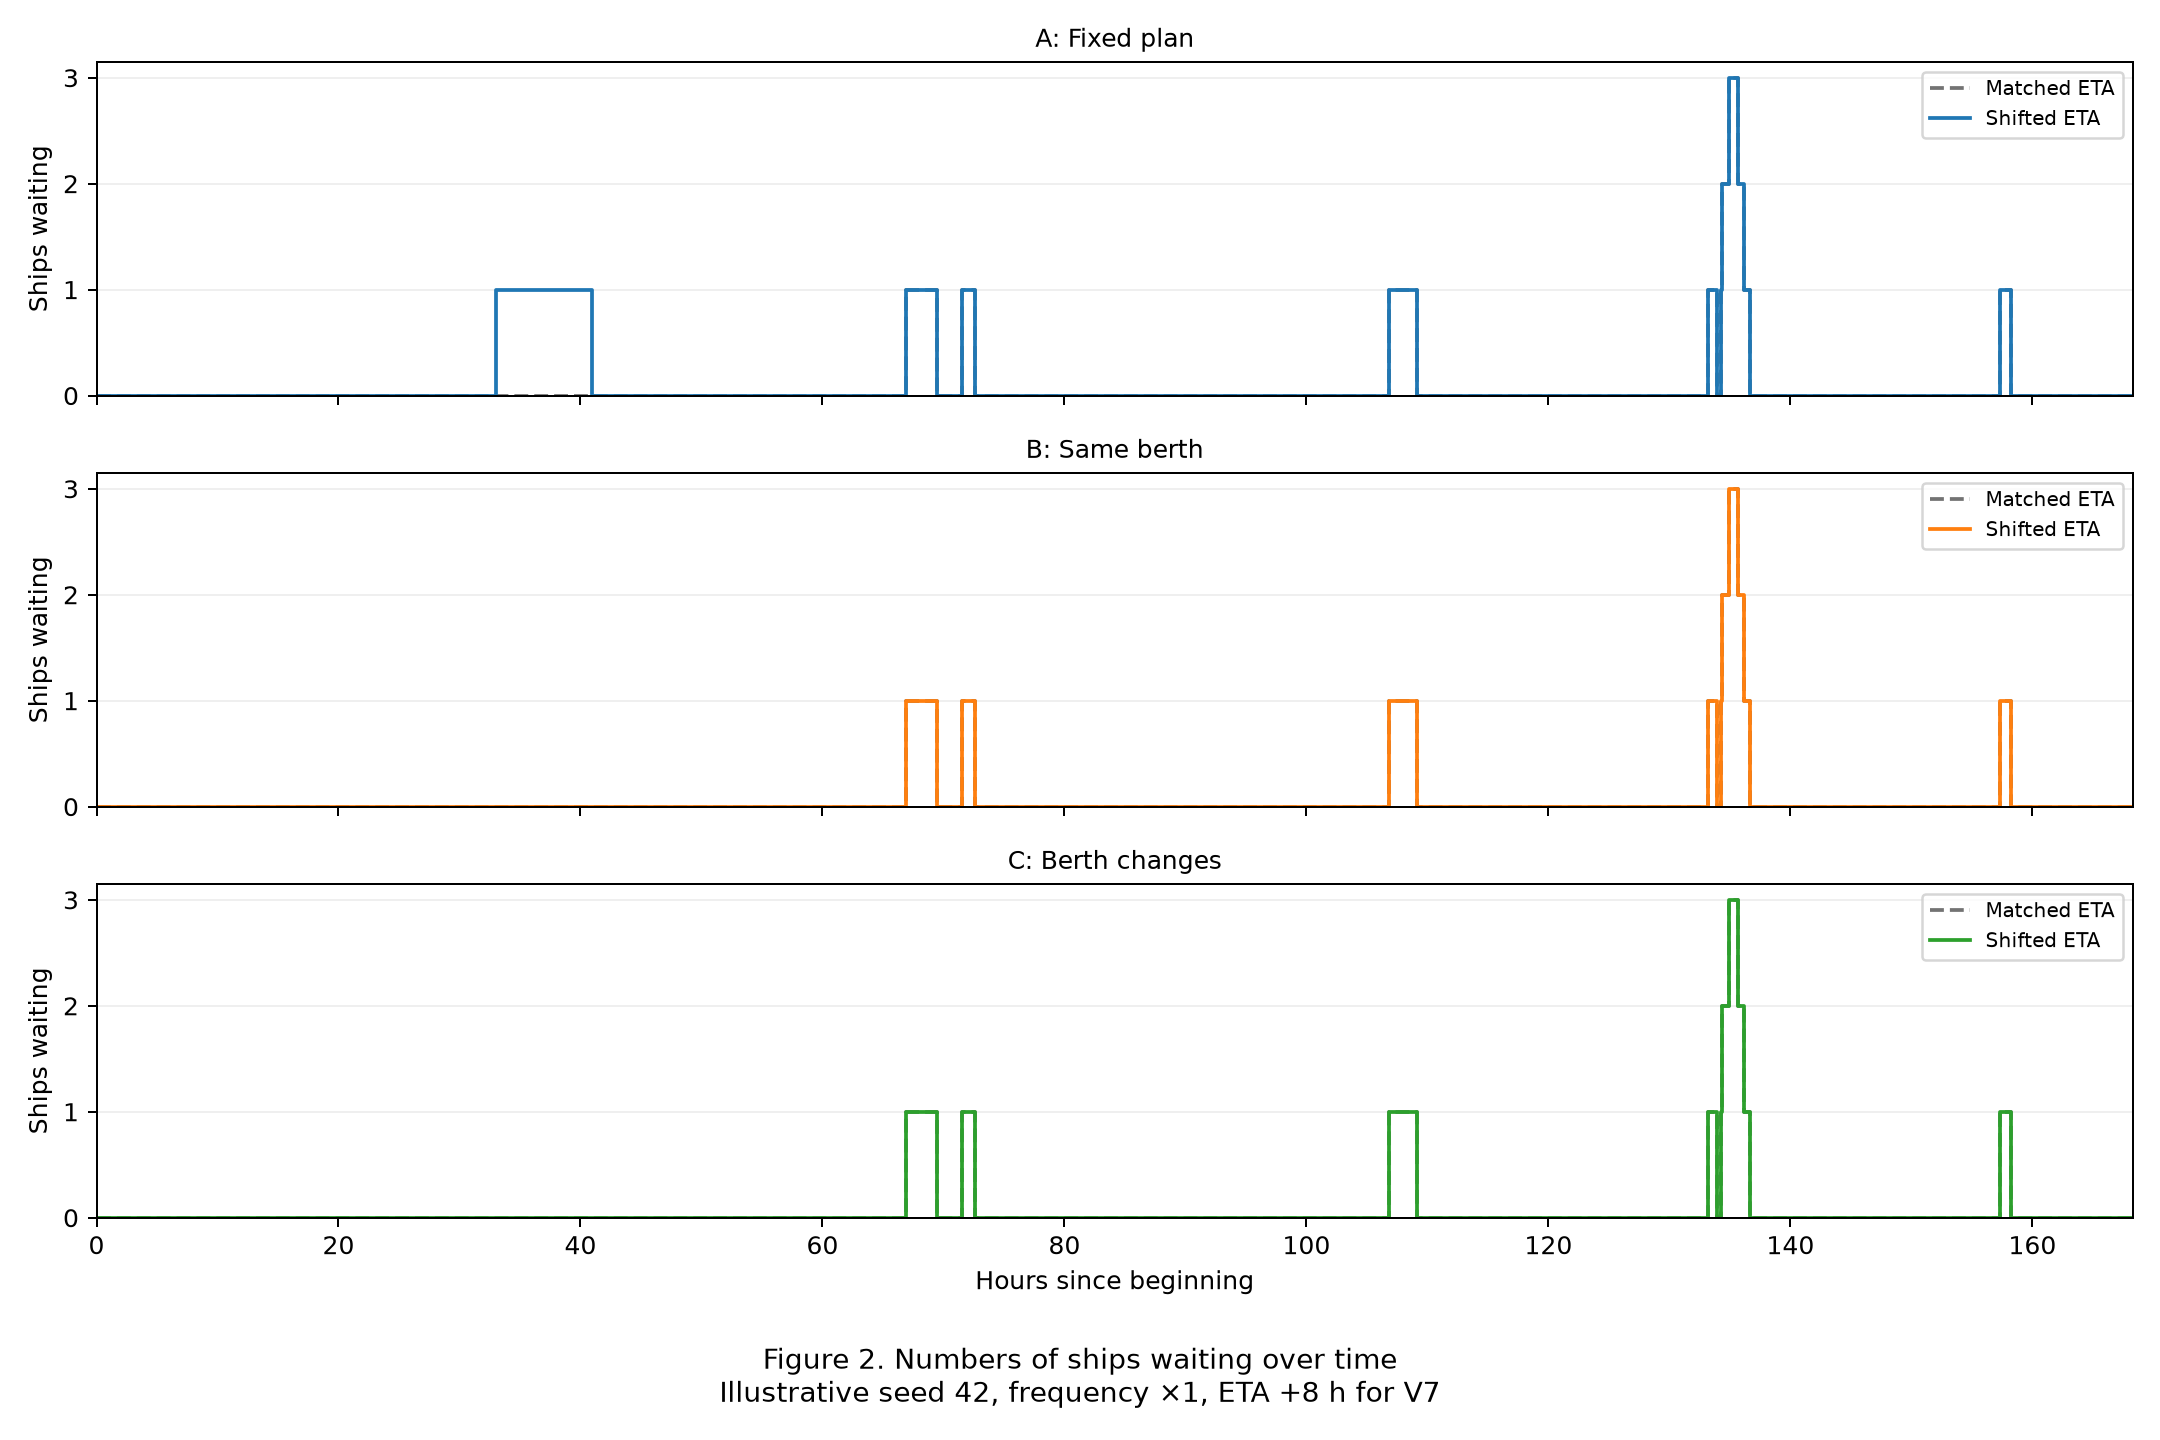 A: Fixed plan
Ships waiting
3
2
1
0
Matched ETA
Shifted ETA
B: Same berth
Ships waiting
3
2
1
0
Matched ETA
Shifted ETA
C: Berth changes
Ships waiting
3
2
1
0
Matched ETA
Shifted ETA
0 20 40 60 80 100 120 140 160
Hours since beginning
Figure 2. Numbers of ships waiting over time
Illustrative seed 42, frequency ×1, ETA +8 h for V7